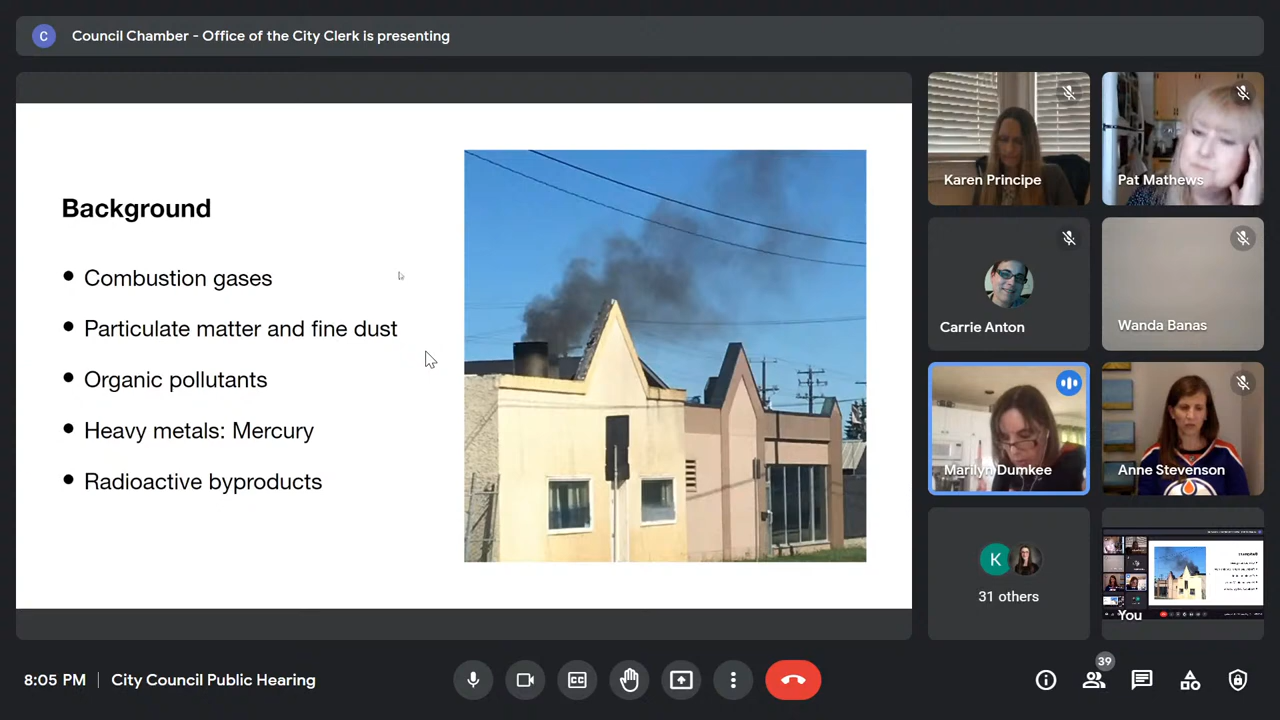 C
Council Chamber - Office of the City Clerk is presenting
Background
• Combustion gases
• Particulate matter and fine dust
• Organic pollutants
• Heavy metals: Mercury
• Radioactive byproducts
Karen Principe
Pat Mathews
Carrie Anton
Wanda Banas
Marilyn Dumkee
Anne Stevenson
K
31 others
You
8:05 PM | City Council Public Hearing
CC
39